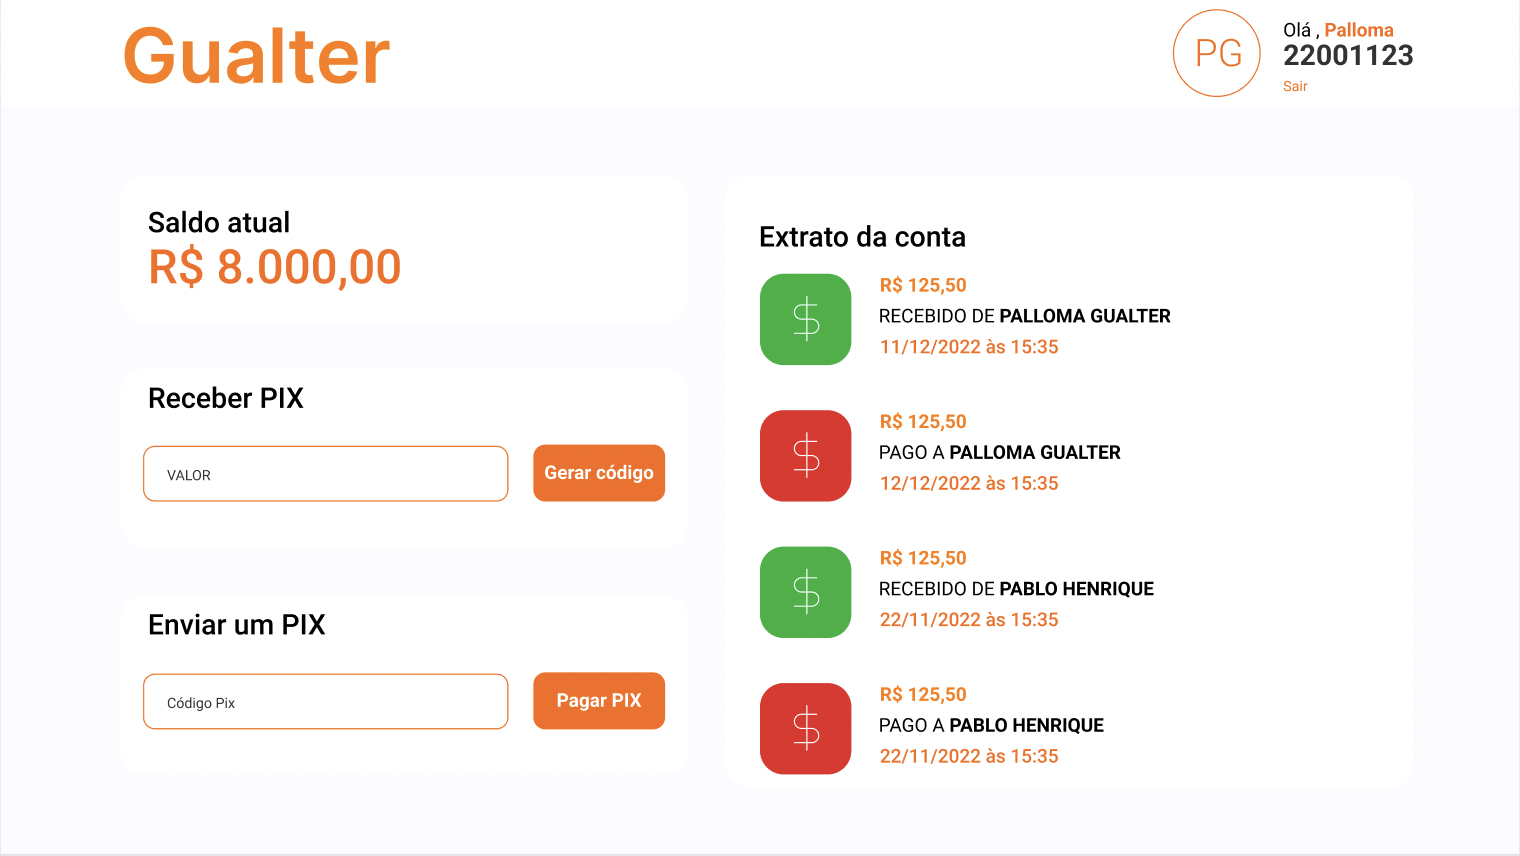 Gualter
PG
Olá , Palloma
22001123
Sair
Saldo atual
R$ 8.000,00
Receber PIX
VALOR
Gerar código
Enviar um PIX
Código Pix
Pagar PIX
Extrato da conta
$
R$ 125,50
RECEBIDO DE PALLOMA GUALTER
11/12/2022 às 15:35
$
R$ 125,50
PAGO A PALLOMA GUALTER
12/12/2022 às 15:35
$
R$ 125,50
RECEBIDO DE PABLO HENRIQUE
22/11/2022 às 15:35
$
R$ 125,50
PAGO A PABLO HENRIQUE
22/11/2022 às 15:35